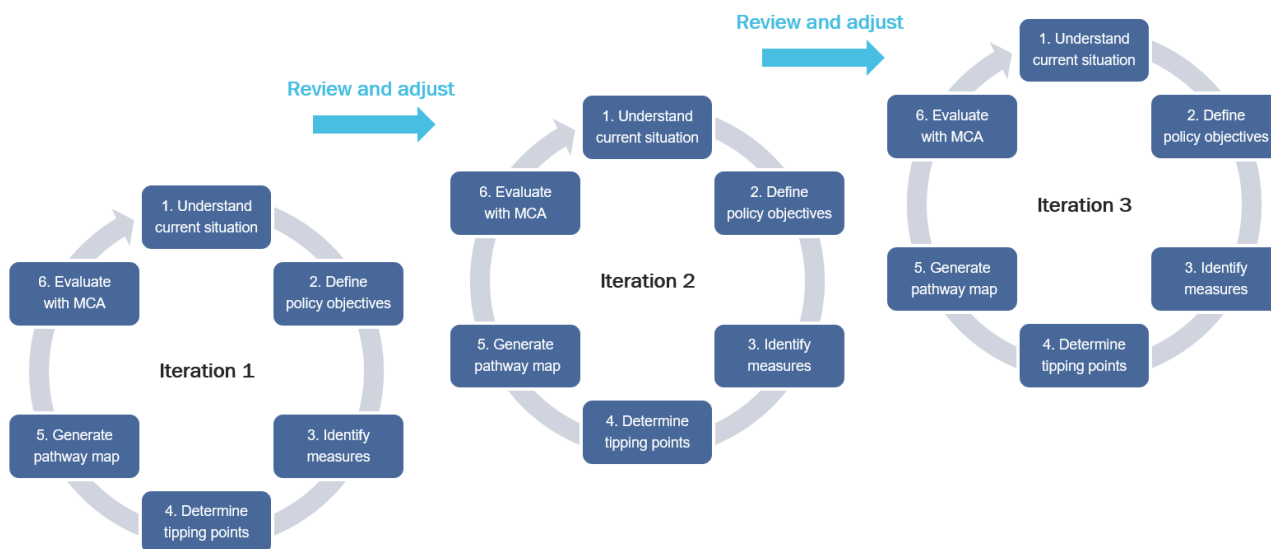 Review and adjust
1. Understand
current situation
2. Define
policy objectives
3. Identify
measures
4. Determine
tipping points
5. Generate
pathway map
6. Evaluate
with MCA
Iteration 1
Review and adjust
1. Understand
current situation
2. Define
policy objectives
3. Identify
measures
4. Determine
tipping points
5. Generate
pathway map
6. Evaluate
with MCA
Iteration 2
1. Understand
current situation
2. Define
policy objectives
3. Identify
measures
4. Determine
tipping points
5. Generate
pathway map
6. Evaluate
with MCA
Iteration 3